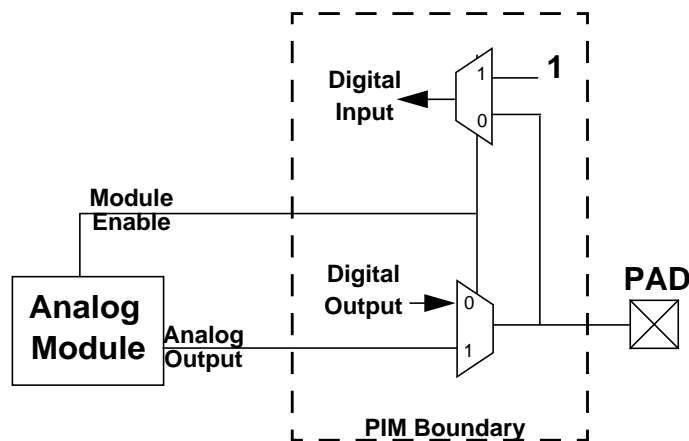 Digital
Input
1
1
0
Module
Enable
Digital
Output
0
1
PAD
Analog
Module
Analog
Output
PIM Boundary